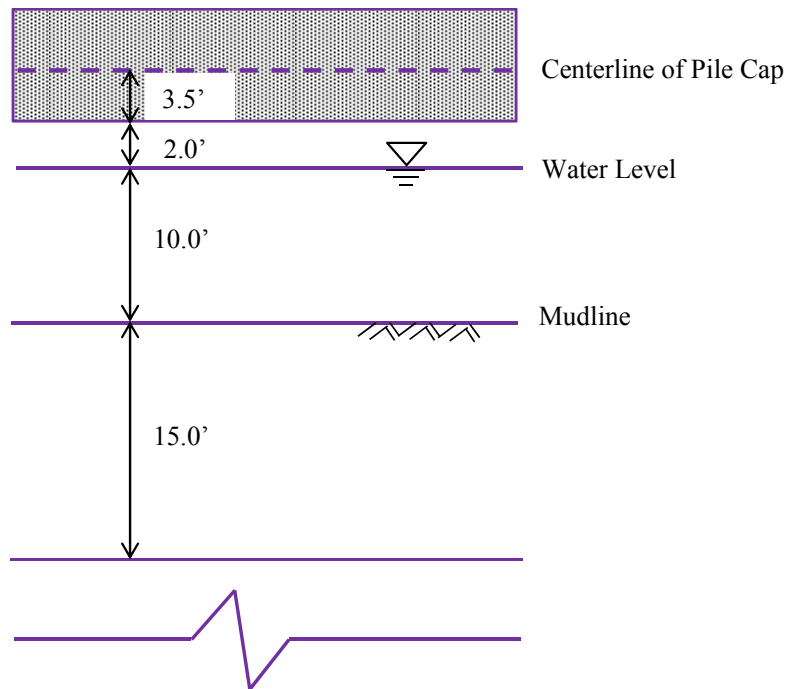 Centerline of Pile Cap
3.5’
2.0’
Water Level
10.0’
Mudline
15.0’